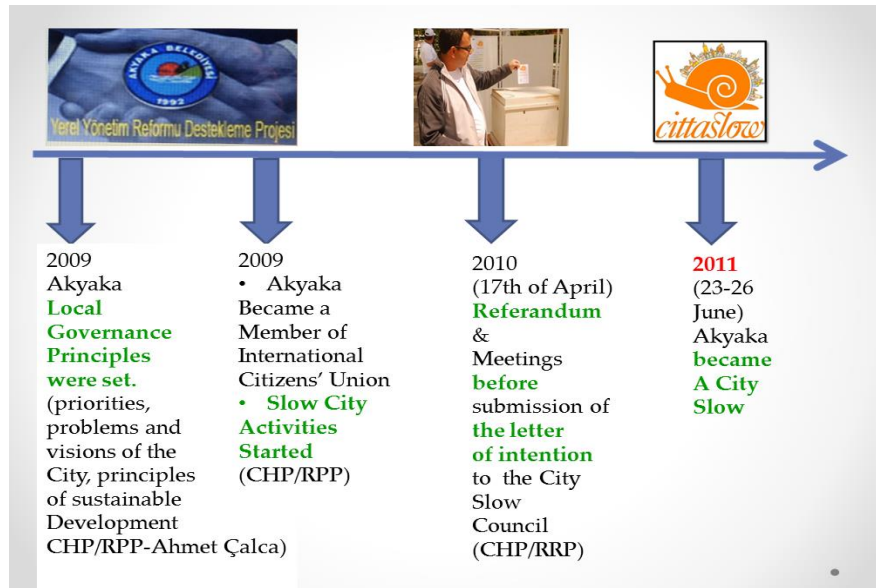 AKYAKA BELEDİYESİ
1992
Yerel Yönetim Reformu Destekleme Projesi
cittaslow
2009
Akyaka
Local
Governance
Principles
were set.
(priorities,
problems and
visions of the
City, principles
of sustainable
Development
CHP/RPP-Ahmet Çalca)
2009
• Akyaka
Became a
Member of
International
Citizens' Union
• Slow City
Activities
Started
(CHP/RPP)
2010
(17th of April)
Referandum
&
Meetings
before
submission of
the letter
of intention
to the City
Slow
Council
(CHP/RRP)
2011
(23-26
June)
Akyaka
became
A City
Slow